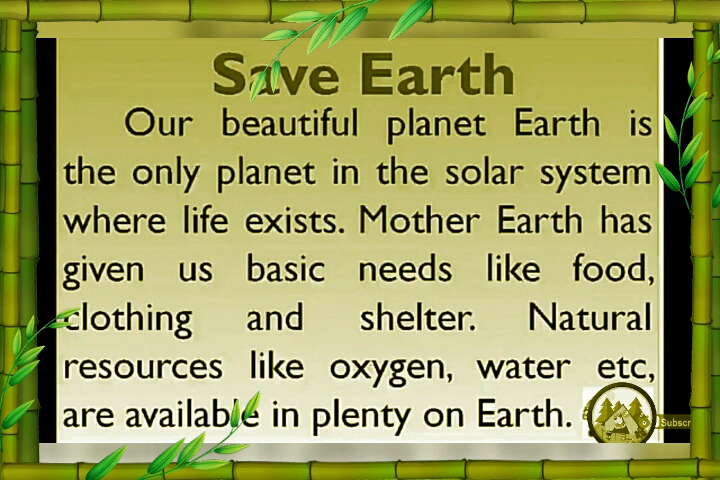 Save Earth
Our beautiful planet Earth is
the only planet in the solar system
where life exists. Mother Earth has
given us basic needs like food,
clothing and shelter. Natural
resources like oxygen, water etc,
are available in plenty on Earth.
Subscr